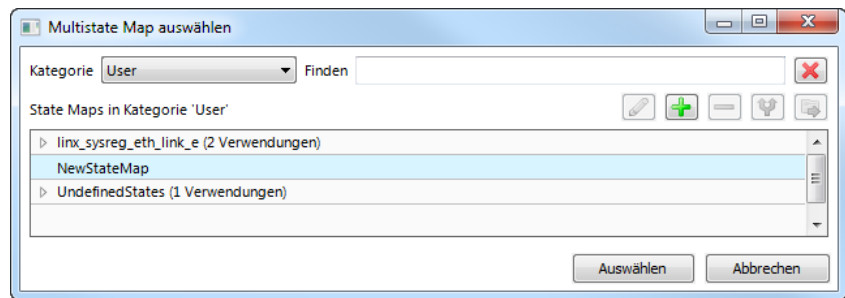 Multistate Map auswählen
Kategorie User Finden
State Maps in Kategorie 'User'
linx_sysreg_eth_link_e (2 Verwendungen)
NewStateMap
UndefinedStates (1 Verwendungen)
Auswählen Abbrechen